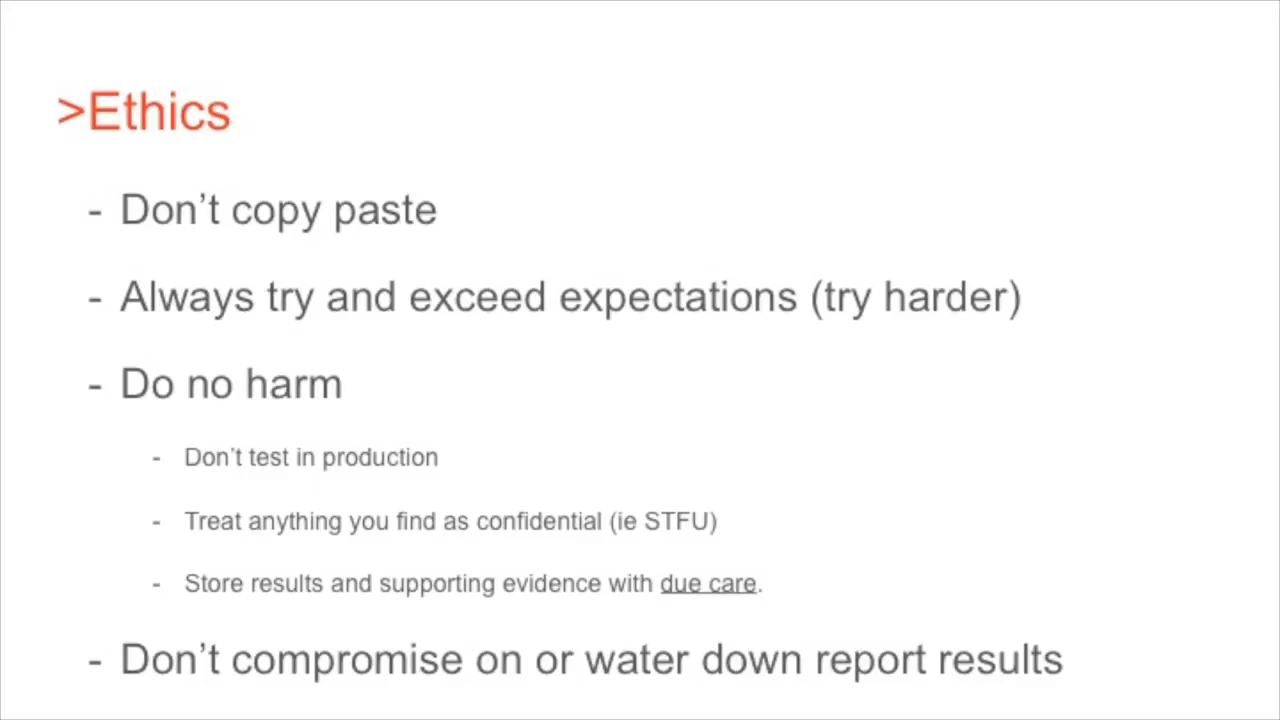 >Ethics
- Don’t copy paste
- Always try and exceed expectations (try harder)
- Do no harm
- Don’t test in production
- Treat anything you find as confidential (ie STFU)
- Store results and supporting evidence with due care.
- Don’t compromise on or water down report results